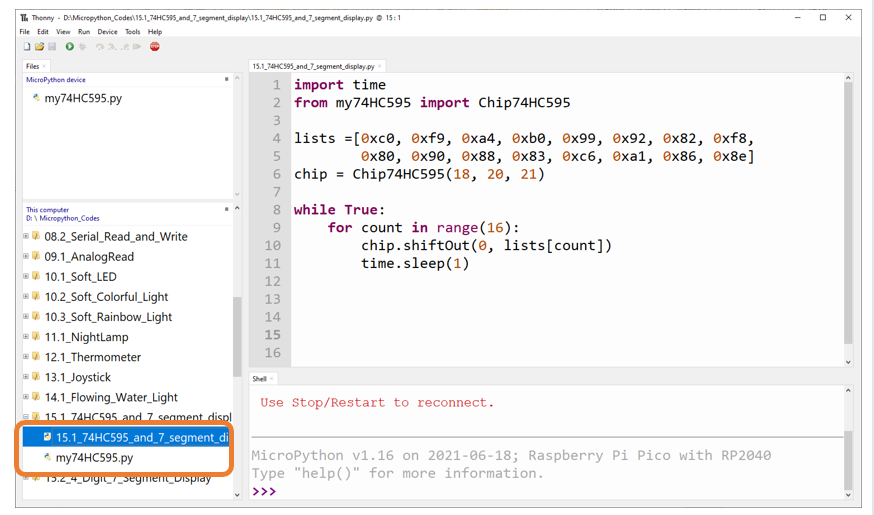 Thonny - D:\Micropython_Codes\15.1_74HC595_and_7_segment_display\15.1_74HC595_and_7_segment_display.py @ 15 : 1
File Edit View Run Device Tools Help
STOP
Files
MicroPython device
my74HC595.py
This computer
D: \ Micropython_Codes
08.2_Serial_Read_and_Write
09.1_AnalogRead
10.1_Soft_LED
10.2_Soft_Colorful_Light
10.3_Soft_Rainbow_Light
11.1_NightLamp
12.1_Thermometer
13.1_Joystick
14.1_Flowing_Water_Light
15.1_74HC595_and_7_segment_displ
15.1_74HC595_and_7_segment_di
my74HC595.py
15.2_4_Digit_7_Segment_Display
15.1_74HC595_and_7_segment_display.py
1 import time
2 from my74HC595 import Chip74HC595
3
4 lists =[0xc0, 0xf9, 0xa4, 0xb0, 0x99, 0x92, 0x82, 0xf8,
5 0x80, 0x90, 0x88, 0x83, 0xc6, 0xa1, 0x86, 0x8e]
6 chip = Chip74HC595(18, 20, 21)
7
8 while True:
9 for count in range(16):
10 chip.shiftOut(0, lists[count])
11 time.sleep(1)
12
13
14
15
16
Shell
Use Stop/Restart to reconnect.
MicroPython v1.16 on 2021-06-18; Raspberry Pi Pico with RP2040
Type "help()" for more information.
>>>